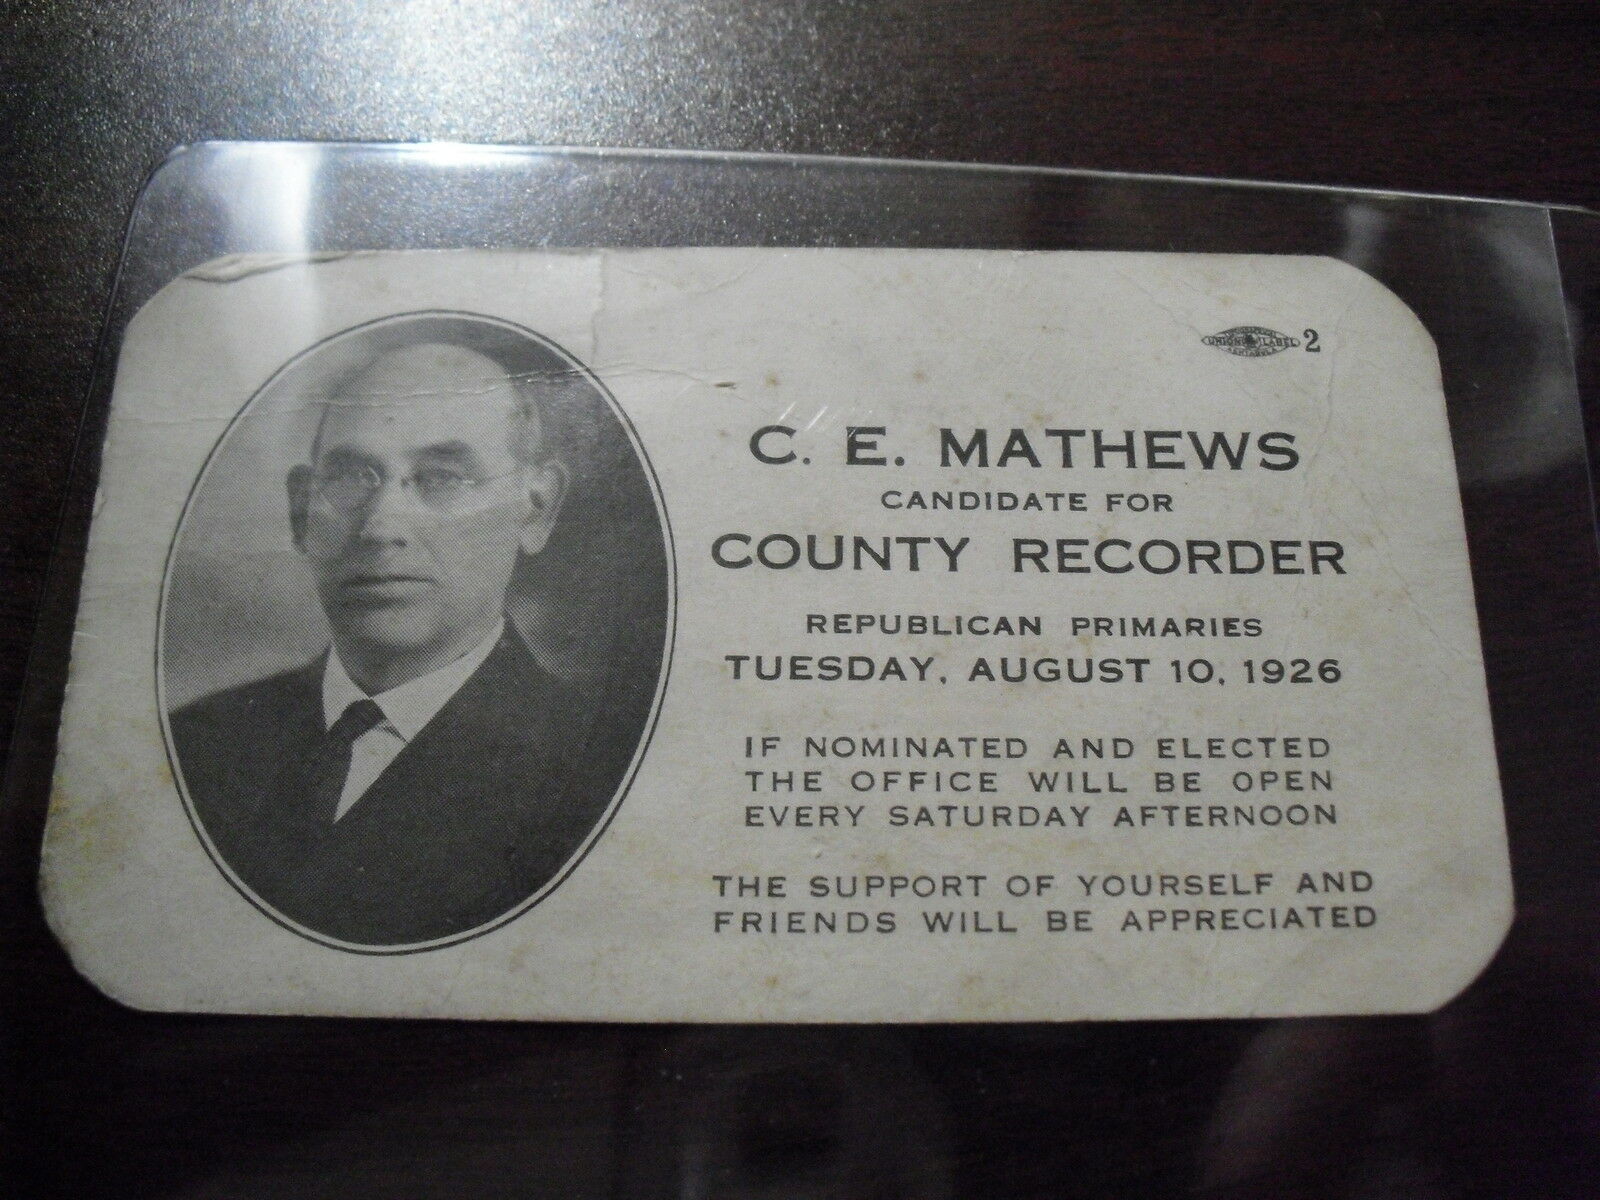 UNION LABEL
ASHTABULA
2
C. E. MATHEWS
CANDIDATE FOR
COUNTY RECORDER
REPUBLICAN PRIMARIES
TUESDAY, AUGUST 10, 1926
IF NOMINATED AND ELECTED
THE OFFICE WILL BE OPEN
EVERY SATURDAY AFTERNOON
THE SUPPORT OF YOURSELF AND
FRIENDS WILL BE APPRECIATED